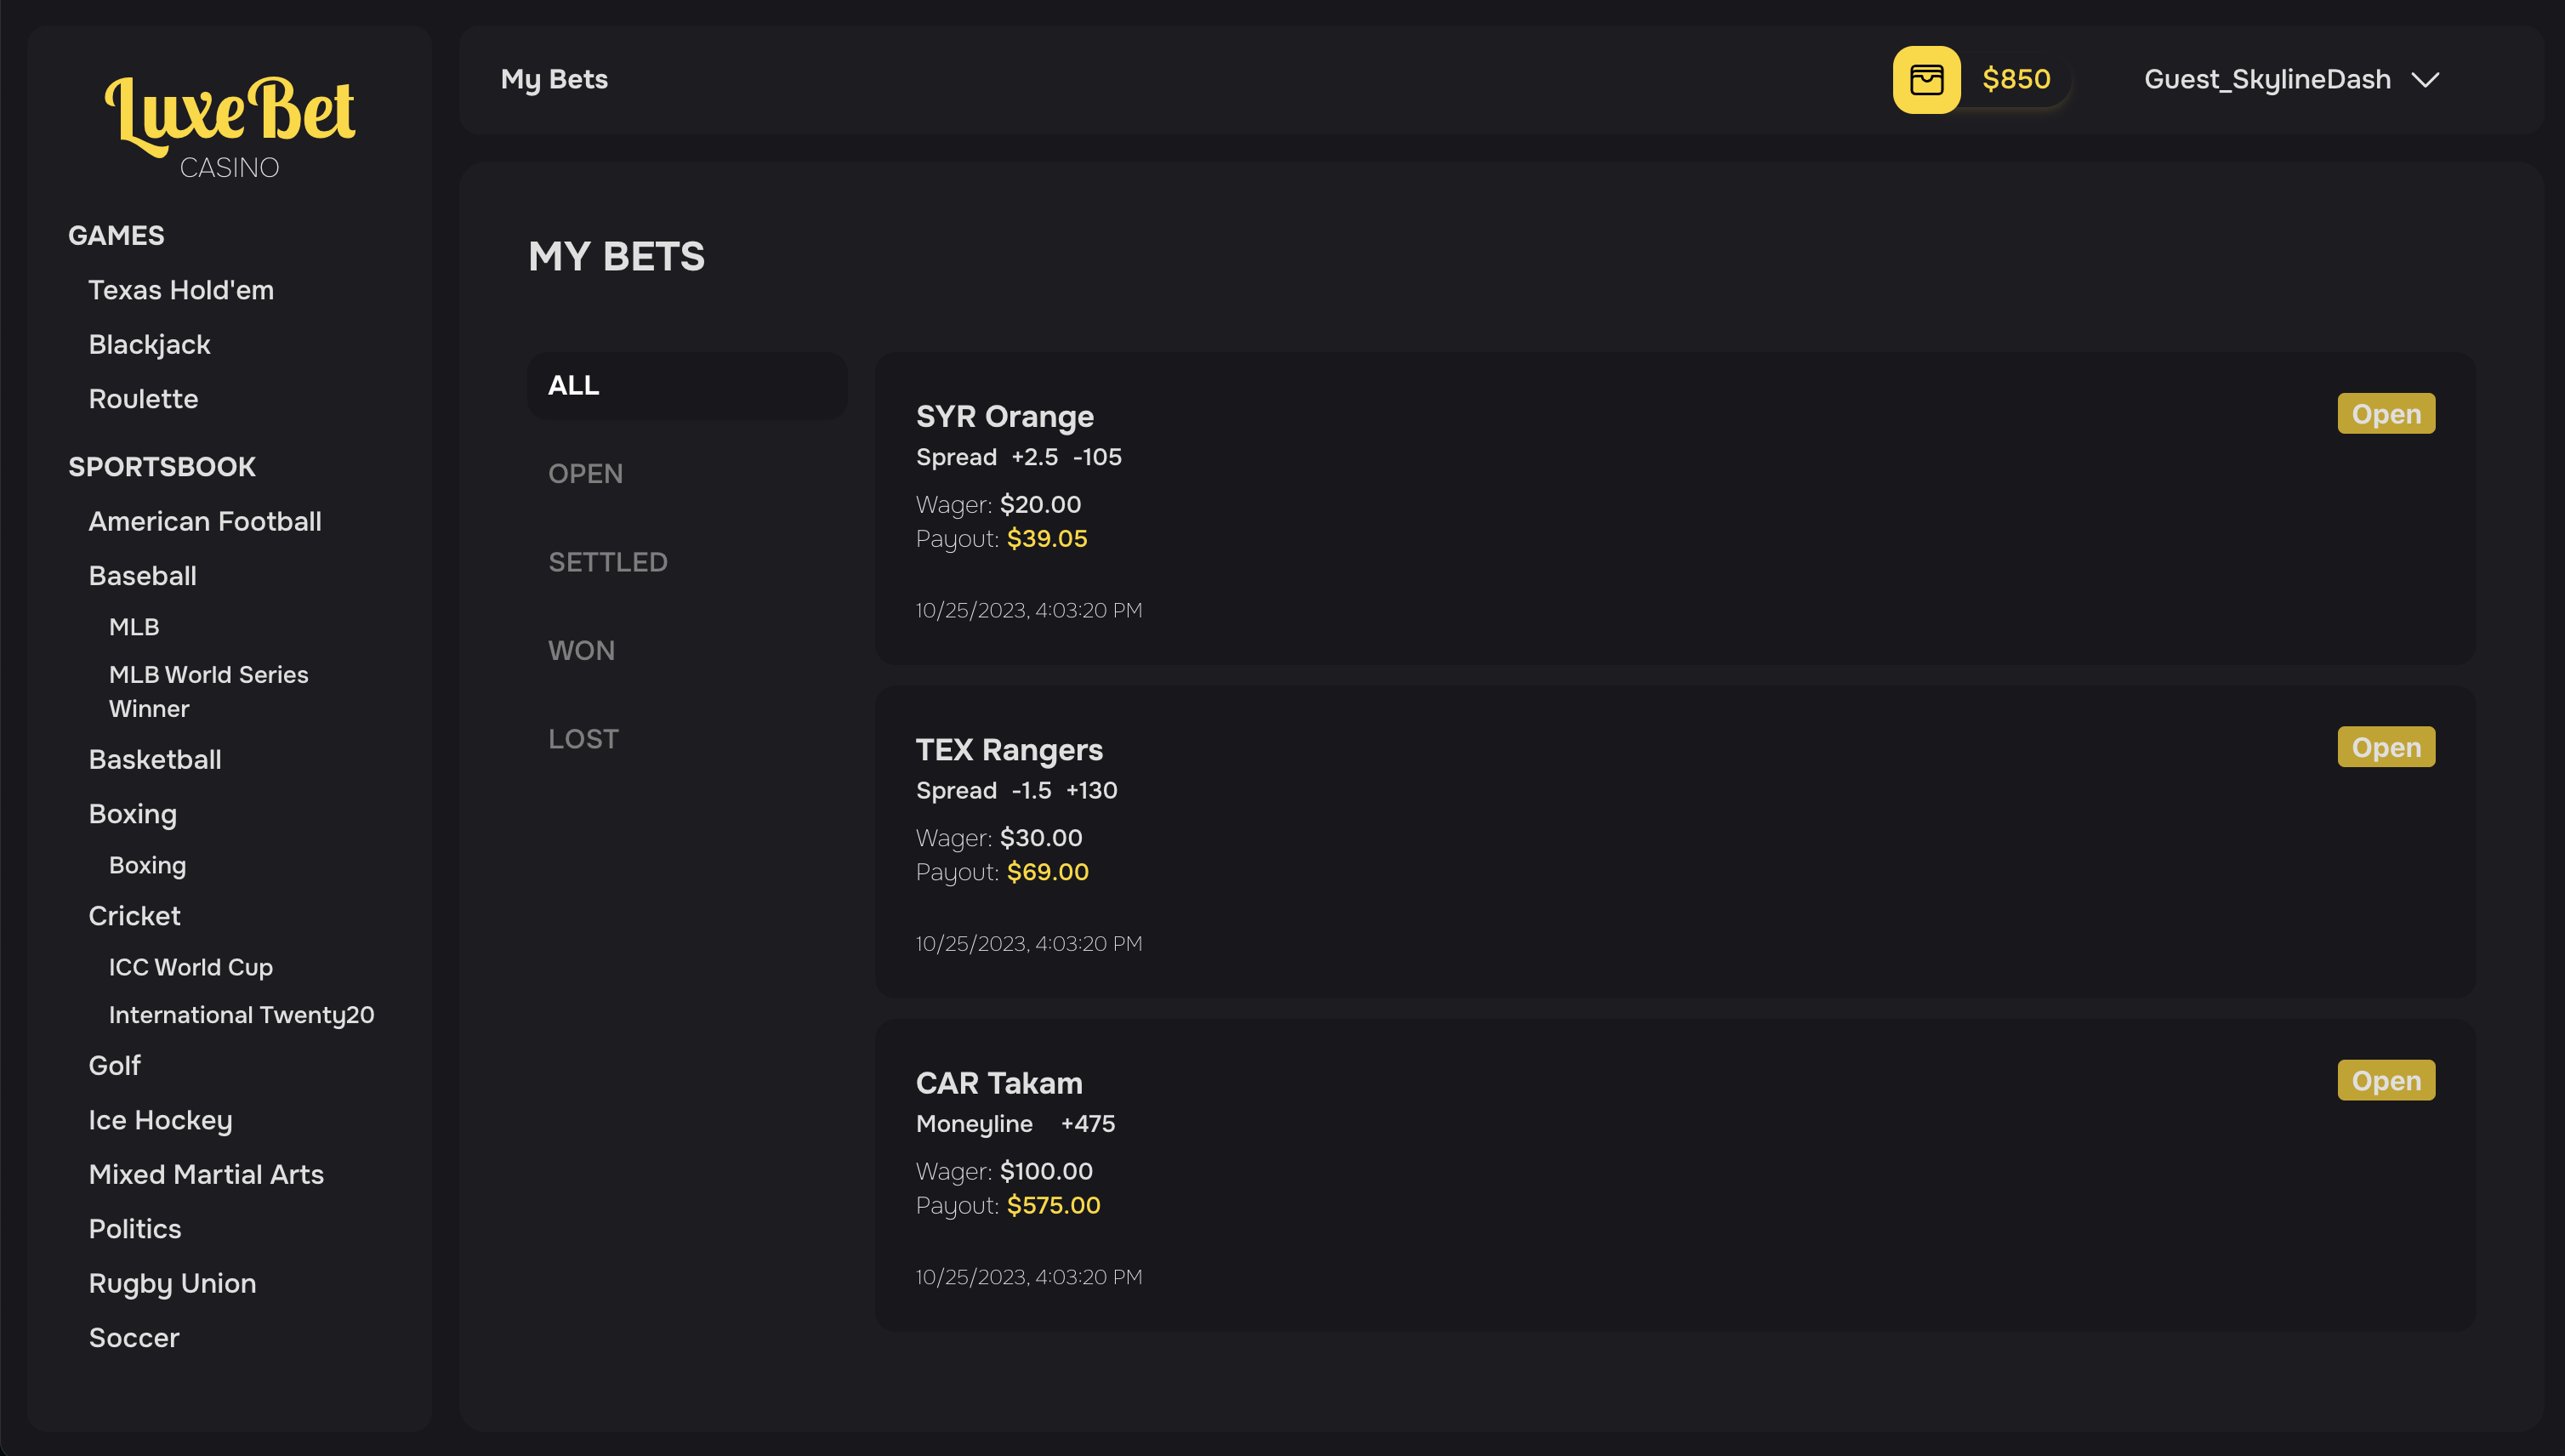 LuxeBet
CASINO
GAMES
Texas Hold'em
Blackjack
Roulette
SPORTSBOOK
American Football
Baseball
MLB
MLB World Series
Winner
Basketball
Boxing
Boxing
Cricket
ICC World Cup
International Twenty20
Golf
Ice Hockey
Mixed Martial Arts
Politics
Rugby Union
Soccer
My Bets
$850
Guest_SkylineDash
MY BETS
ALL
OPEN
SETTLED
WON
LOST
SYR Orange
Open
Spread +2.5 -105
Wager: $20.00
Payout: $39.05
10/25/2023, 4:03:20 PM
TEX Rangers
Open
Spread -1.5 +130
Wager: $30.00
Payout: $69.00
10/25/2023, 4:03:20 PM
CAR Takam
Open
Moneyline +475
Wager: $100.00
Payout: $575.00
10/25/2023, 4:03:20 PM